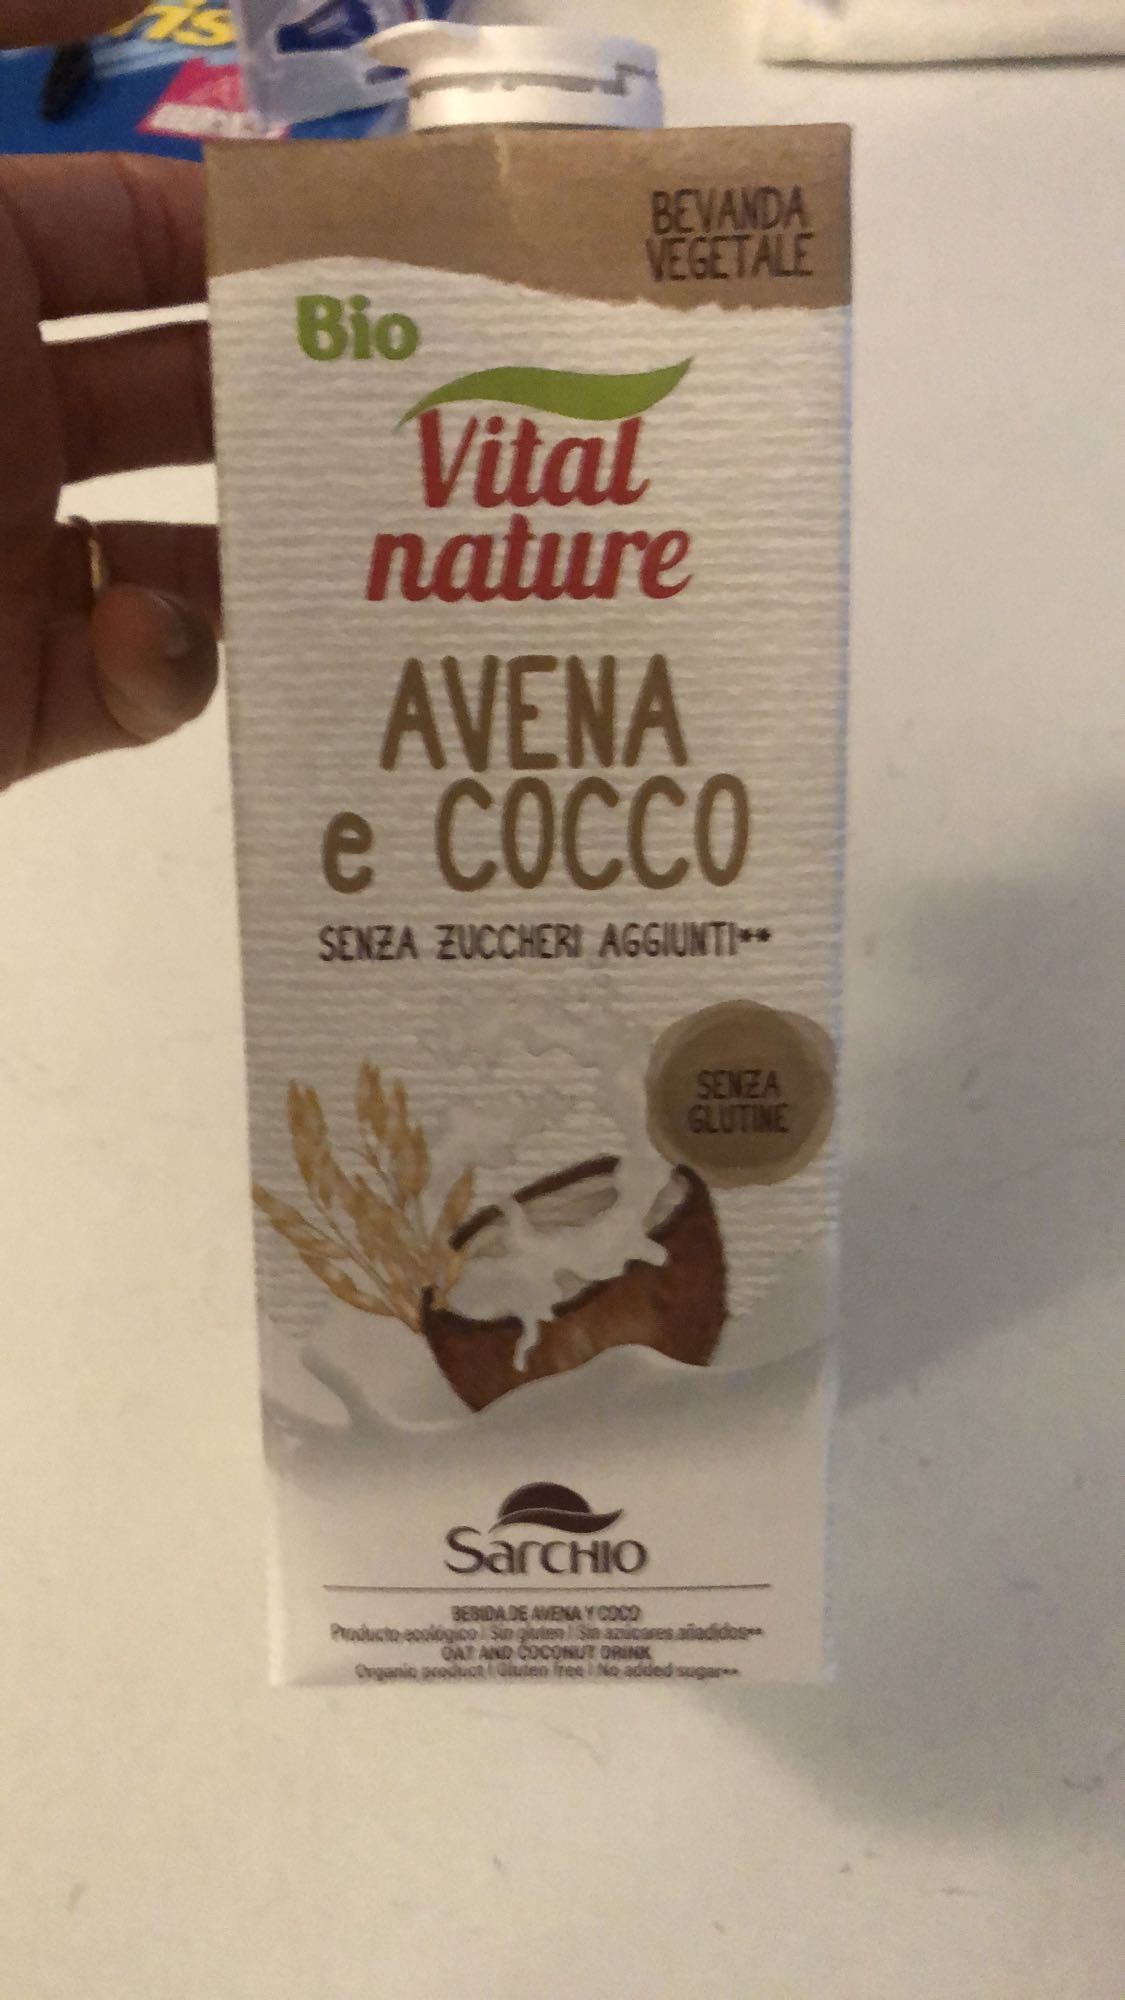 BEVANDA
VEGETALE
Bio
Vital
nature
AVENA
e COCCO
SENZA ZUCCHERI AGGIUNTI**
SENZA
GLUTINE
Sarchio
BEBIDA DE AVENA Y COCO
Producto ecológico | Sin gluten | Sin azúcares añadidos**
OAT AND COCONUT DRINK
Organic product | Gluten free | No added sugar**